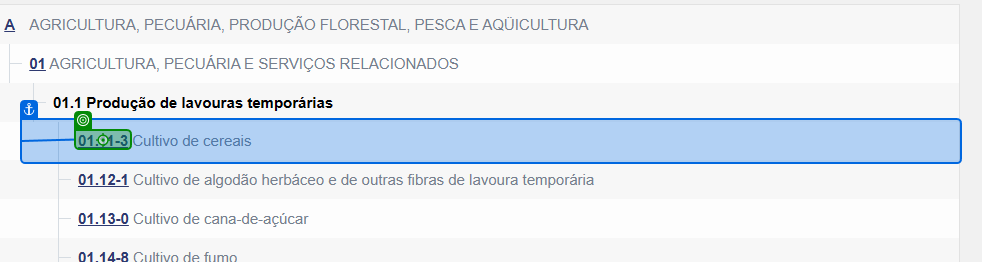 A AGRICULTURA, PECUÁRIA, PRODUÇÃO FLORESTAL, PESCA E AQÜICULTURA
01 AGRICULTURA, PECUÁRIA E SERVIÇOS RELACIONADOS
01.1 Produção de lavouras temporárias
01.11-3 Cultivo de cereais
01.12-1 Cultivo de algodão herbáceo e de outras fibras de lavoura temporária
01.13-0 Cultivo de cana-de-açúcar
01.14-8 Cultivo de fumo